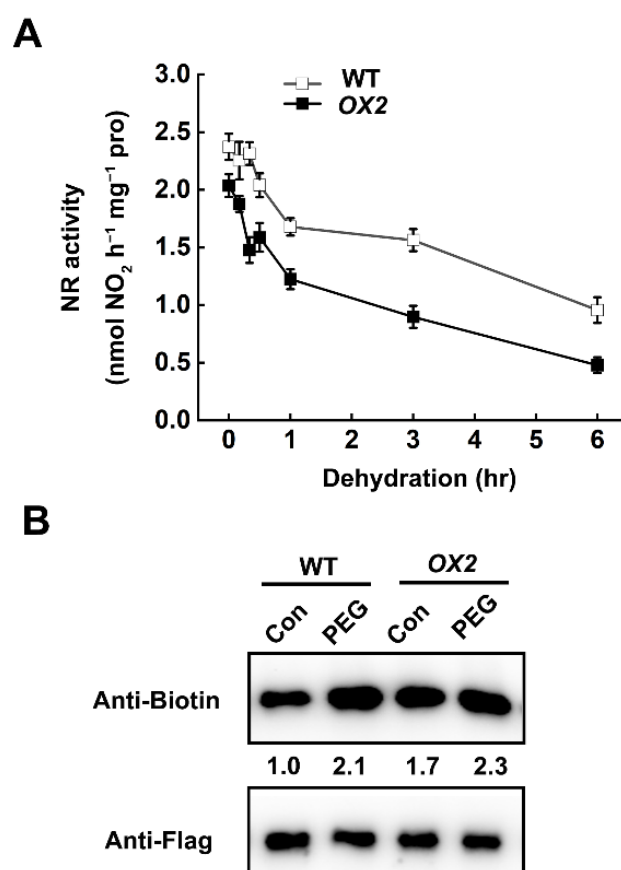 A
WT
OX2
NR activity
(nmol NO₂ h⁻¹ mg⁻¹ pro)
3.0
2.5
2.0
1.5
1.0
0.5
0.0
0 1 2 3 4 5 6
Dehydration (hr)
B
WT OX2
Con PEG Con PEG
Anti-Biotin
1.0 2.1 1.7 2.3
Anti-Flag